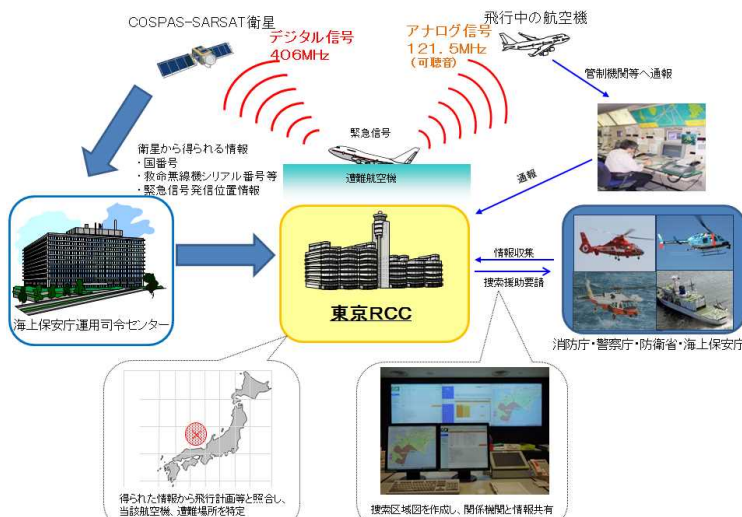 COSPAS-SARSAT衛星
デジタル信号
406MHz
アナログ信号
121.5MHz
(可聴音)
飛行中の航空機
管制機関等へ通報
緊急信号
遭難航空機
衛星から得られる情報
・国番号
・救命無線機シリアル番号等
・緊急信号発信位置情報
通報
海上保安庁運用司令センター
東京RCC
情報収集
捜索援助要請
消防庁・警察庁・防衛省・海上保安庁
得られた情報から飛行計画等と照合し、
当該航空機、遭難場所を特定
捜索区域図を作成し、関係機関と情報共有